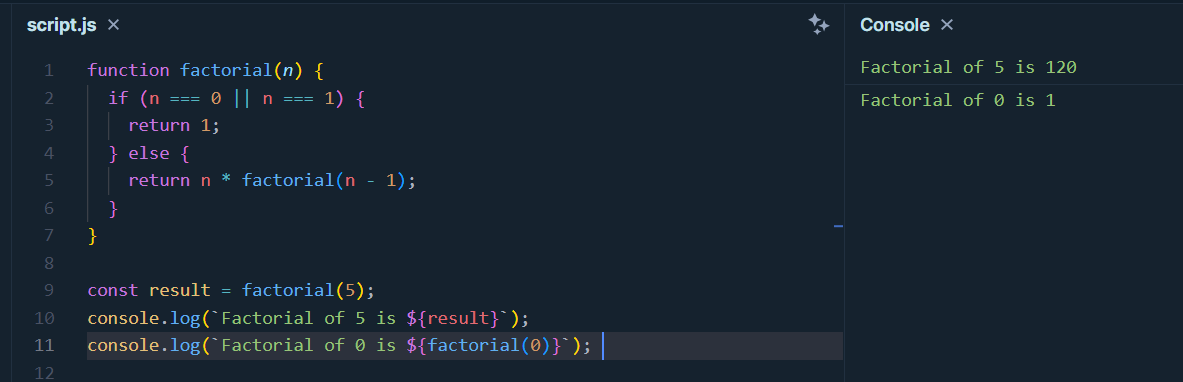 script.js ×
1 function factorial(n) {
2   if (n === 0 || n === 1) {
3     return 1;
4   } else {
5     return n * factorial(n - 1);
6   }
7 }
8
9 const result = factorial(5);
10 console.log(`Factorial of 5 is ${result}`);
11 console.log(`Factorial of 0 is ${factorial(0)}`);
12
Console ×
Factorial of 5 is 120
Factorial of 0 is 1